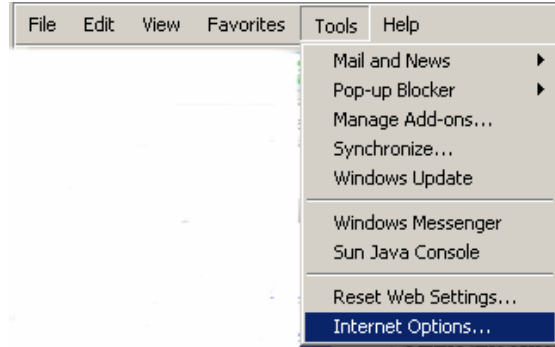 File Edit View Favorites Tools Help
Mail and News
Pop-up Blocker
Manage Add-ons...
Synchronize...
Windows Update
Windows Messenger
Sun Java Console
Reset Web Settings...
Internet Options...